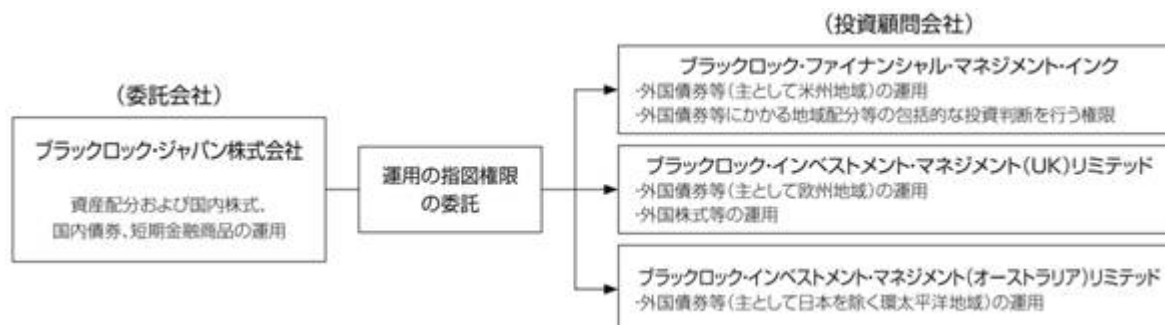 (委託会社)
ブラックロック・ジャパン株式会社
資産配分および国内株式、
国内債券、短期金融商品の運用
運用の指図権限
の委託
(投資顧問会社)
ブラックロック・ファイナンシャル・マネジメント・インク
-外国債券等(主として米州地域)の運用
-外国債券等にかかる地域配分等の包括的な投資判断を行う権限
ブラックロック・インベストメント・マネジメント(UK)リミテッド
-外国債券等(主として欧州地域)の運用
-外国株式等の運用
ブラックロック・インベストメント・マネジメント(オーストラリア)リミテッド
-外国債券等(主として日本を除く環太平洋地域)の運用